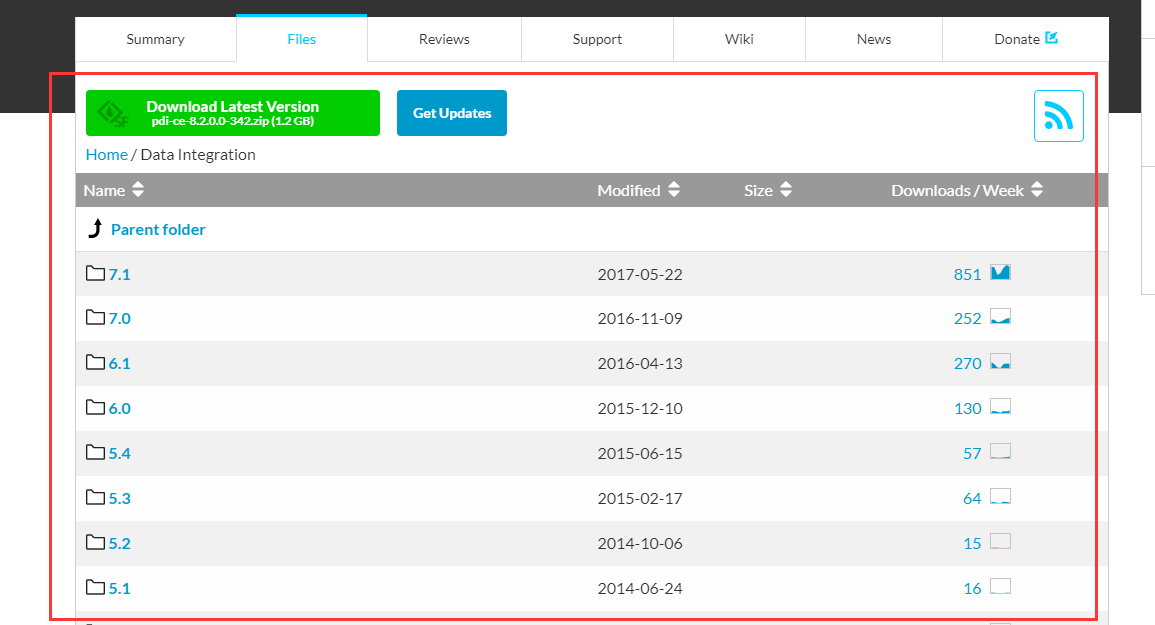 Summary Files Reviews Support Wiki News Donate
Download Latest Version
pdi-ce-8.2.0.0-342.zip (1.2 GB)
Get Updates
SF
Home / Data Integration
Name Modified Size Downloads / Week
Parent folder
7.1 2017-05-22 851
7.0 2016-11-09 252
6.1 2016-04-13 270
6.0 2015-12-10 130
5.4 2015-06-15 57
5.3 2015-02-17 64
5.2 2014-10-06 15
5.1 2014-06-24 16